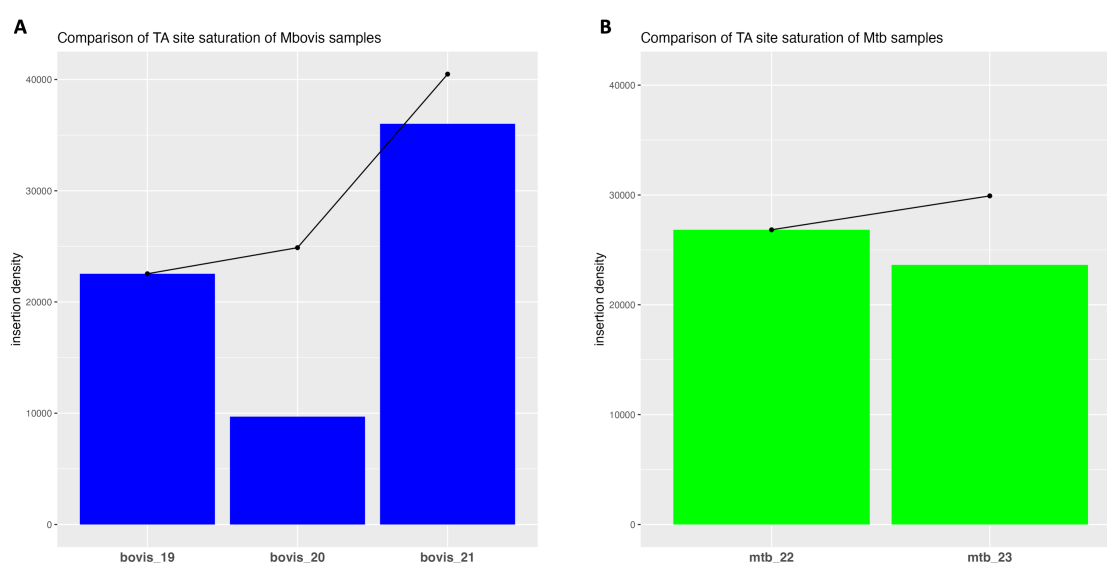 A
Comparison of TA site saturation of Mbovis samples
insertion density
40000
30000
20000
10000
0
bovis_19
bovis_20
bovis_21
B
Comparison of TA site saturation of Mtb samples
insertion density
40000
30000
20000
10000
0
mtb_22
mtb_23